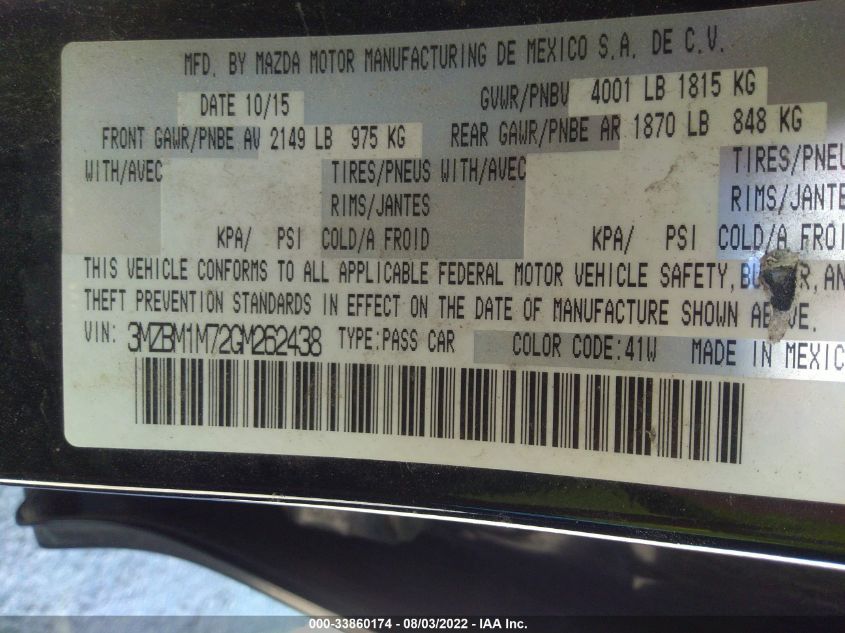 MFD. BY MAZDA MOTOR MANUFACTURING DE MEXICO S.A. DE C.V.
DATE 10/15 GVWR/PNBV 4001 LB 1815 KG
FRONT GAWR/PNBE AV 2149 LB 975 KG REAR GAWR/PNBE AR 1870 LB 848 KG
WITH/AVEC TIRES/PNEUS WITH/AVEC TIRES/PNEU
RIMS/JANTES RIMS/JANTE
KPA/ PSI COLD/A FROID KPA/ PSI COLD/A FROI
THIS VEHICLE CONFORMS TO ALL APPLICABLE FEDERAL MOTOR VEHICLE SAFETY, AN
THEFT PREVENTION STANDARDS IN EFFECT ON THE DATE OF MANUFACTURE SHOWN
VIN: 3MZBM1M72GM262438 TYPE:PASS CAR COLOR CODE:41W MADE IN MEXIC
000-33860174 - 08/03/2022 - IAA Inc.